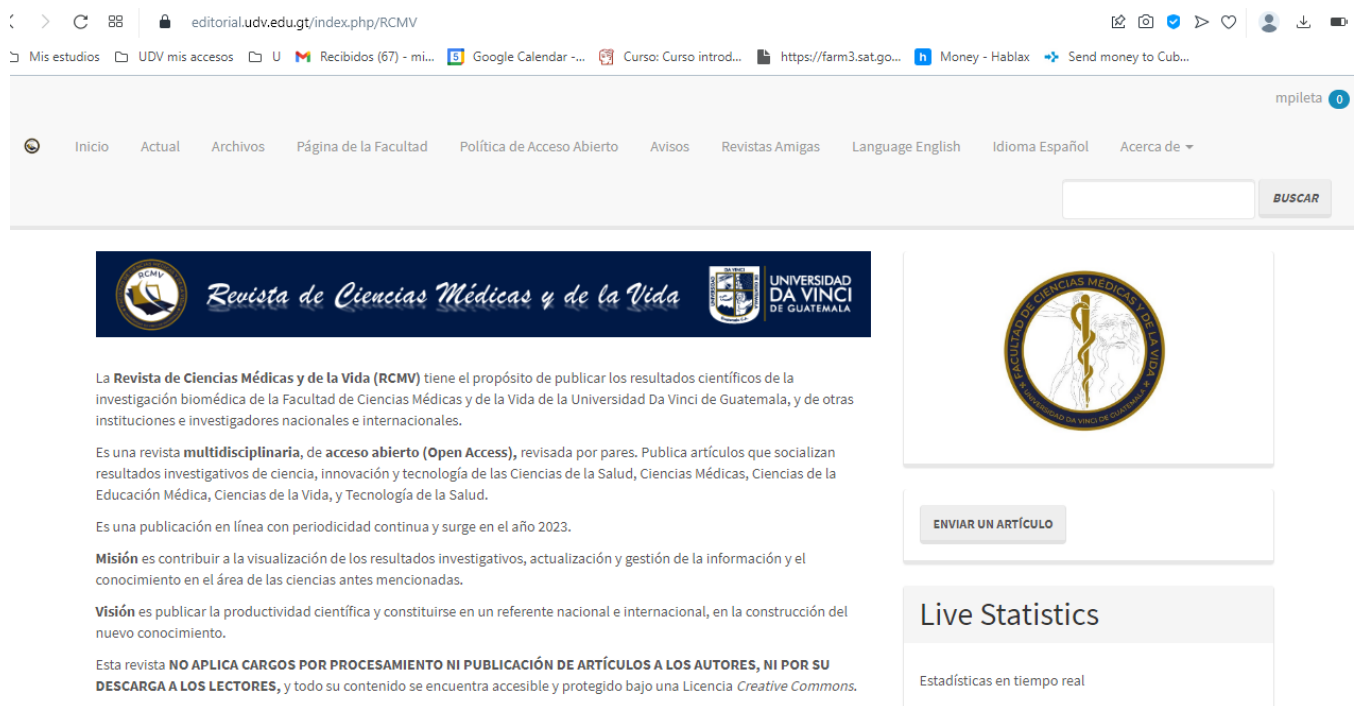 editorial.udv.edu.gt/index.php/RCMV
Mis estudios UDV mis accesos U Recibidos (67) - mi... 5 Google Calendar -... Curso: Curso introd... https://farm3.sat.go... h Money - Hablax Send money to Cub...
mpileta 0
Inicio Actual Archivos Página de la Facultad Política de Acceso Abierto Avisos Revistas Amigas Language English Idioma Español Acerca de
BUSCAR
RCMV
Revista de Ciencias Médicas y de la Vida
DA VINCI
UNIVERSIDAD
DA VINCI
DE GUATEMALA
La Revista de Ciencias Médicas y de la Vida (RCMV) tiene el propósito de publicar los resultados científicos de la
investigación biomédica de la Facultad de Ciencias Médicas y de la Vida de la Universidad Da Vinci de Guatemala, y de otras
instituciones e investigadores nacionales e internacionales.
Es una revista multidisciplinaria, de acceso abierto (Open Access), revisada por pares. Publica artículos que socializan
resultados investigativos de ciencia, innovación y tecnología de las Ciencias de la Salud, Ciencias Médicas, Ciencias de la
Educación Médica, Ciencias de la Vida, y Tecnología de la Salud.
Es una publicación en línea con periodicidad continua y surge en el año 2023.
Misión es contribuir a la visualización de los resultados investigativos, actualización y gestión de la información y el
conocimiento en el área de las ciencias antes mencionadas.
Visión es publicar la productividad científica y constituirse en un referente nacional e internacional, en la construcción del
nuevo conocimiento.
Esta revista NO APLICA CARGOS POR PROCESAMIENTO NI PUBLICACIÓN DE ARTÍCULOS A LOS AUTORES, NI POR SU
DESCARGA A LOS LECTORES, y todo su contenido se encuentra accesible y protegido bajo una Licencia Creative Commons.
FACULTAD DE CIENCIAS MEDICAS Y DE LA VIDA
UNIVERSIDAD DA VINCI DE GUATEMALA
ENVIAR UN ARTÍCULO
Live Statistics
Estadísticas en tiempo real